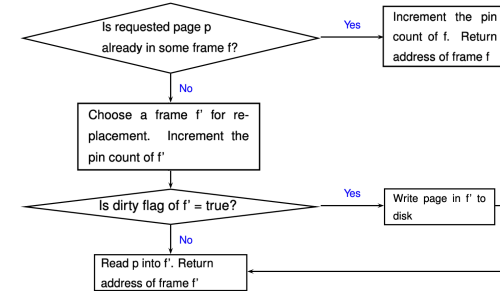 Is requested page p
already in some frame f?
Yes
Increment the pin
count of f. Return
address of frame f
No
Choose a frame f' for re-
placement. Increment the
pin count of f'
Is dirty flag of f' = true?
Yes
Write page in f' to
disk
No
Read p into f'. Return
address of frame f'